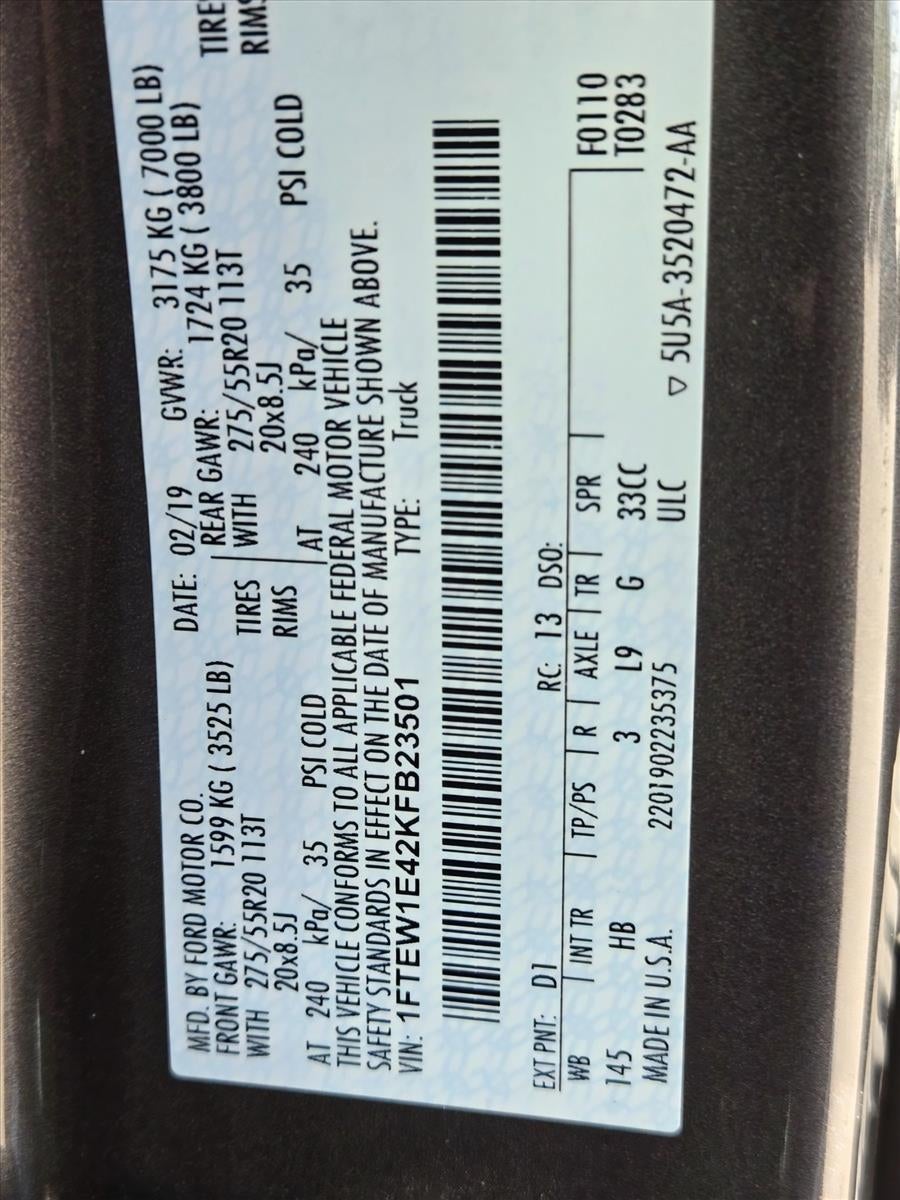 MFD. BY FORD MOTOR CO. DATE: 02/19 GVWR: 3175 KG ( 7000 LB)
FRONT GAWR: 1599 KG ( 3525 LB) REAR GAWR: 1724 KG ( 3800 LB)
WITH 275/55R20 113T TIRES WITH 275/55R20 113T TIRE
20x8.5J RIMS 20x8.5J RIMS
AT 240 kPa/ 35 PSI COLD AT 240 kPa/ 35 PSI COLD
THIS VEHICLE CONFORMS TO ALL APPLICABLE FEDERAL MOTOR VEHICLE
SAFETY STANDARDS IN EFFECT ON THE DATE OF MANUFACTURE SHOWN ABOVE.
VIN: 1FTEW1E42KFB23501 TYPE: Truck
EXT PNT: D1 RC: 13 DSO: F0110
WB INT TR TP/PS R AXLE TR SPR T0283
145 HB 3 L9 G 33CC
MADE IN U.S.A. 2201902235375 ULC ▽ 5U5A-3520472-AA